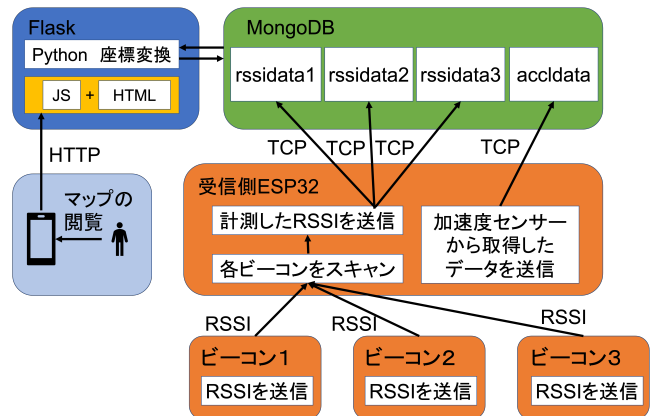 Flask
Python 座標変換
JS + HTML
MongoDB
rssidata1
rssidata2
rssidata3
accldata
HTTP
TCP
TCP
TCP
TCP
マップの
閲覧
受信側ESP32
計測したRSSIを送信
各ビーコンをスキャン
加速度センサー
から取得した
データを送信
RSSI
RSSI
RSSI
ビーコン1
RSSIを送信
ビーコン2
RSSIを送信
ビーコン3
RSSIを送信